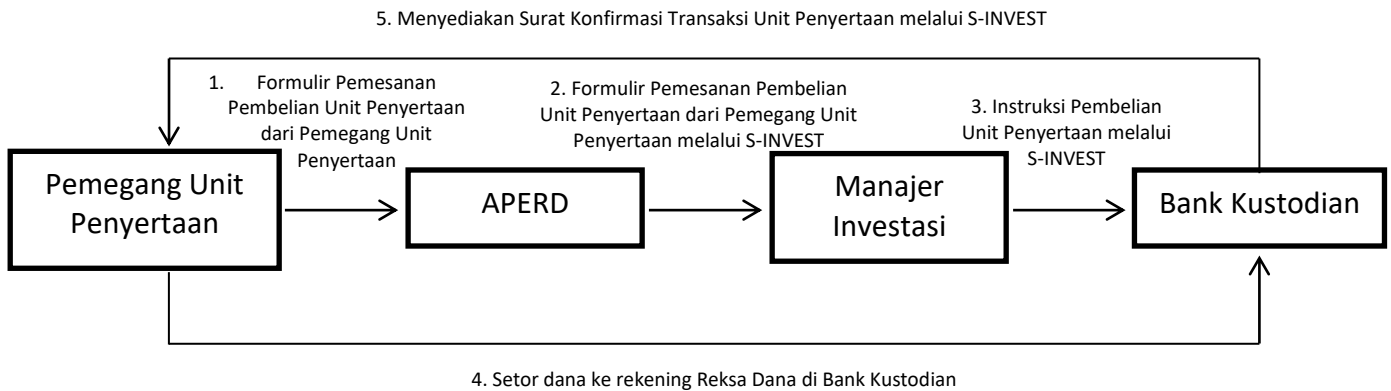 5. Menyediakan Surat Konfirmasi Transaksi Unit Penyertaan melalui S-INVEST
1. Formulir Pemesanan
Pembelian Unit Penyertaan
dari Pemegang Unit
Penyertaan
2. Formulir Pemesanan Pembelian
Unit Penyertaan dari Pemegang Unit
Penyertaan melalui S-INVEST
3. Instruksi Pembelian
Unit Penyertaan melalui
S-INVEST
Pemegang Unit
Penyertaan
APERD
Manajer
Investasi
Bank Kustodian
4. Setor dana ke rekening Reksa Dana di Bank Kustodian